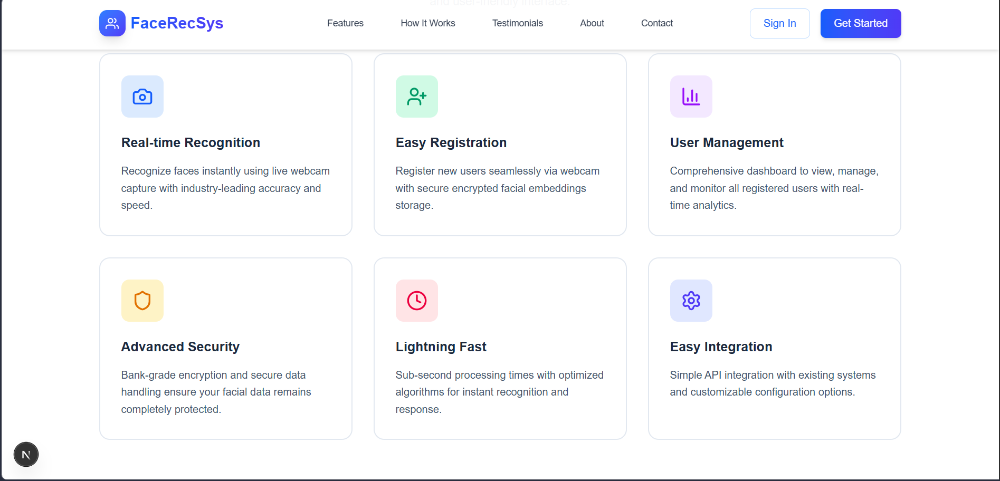 and user-friendly interface.
FaceRecSys
Features
How It Works
Testimonials
About
Contact
Sign In
Get Started
Real-time Recognition
Recognize faces instantly using live webcam
capture with industry-leading accuracy and
speed.
Easy Registration
Register new users seamlessly via webcam
with secure encrypted facial embeddings
storage.
User Management
Comprehensive dashboard to view, manage,
and monitor all registered users with real-
time analytics.
Advanced Security
Bank-grade encryption and secure data
handling ensure your facial data remains
completely protected.
Lightning Fast
Sub-second processing times with optimized
algorithms for instant recognition and
response.
Easy Integration
Simple API integration with existing systems
and customizable configuration options.
N